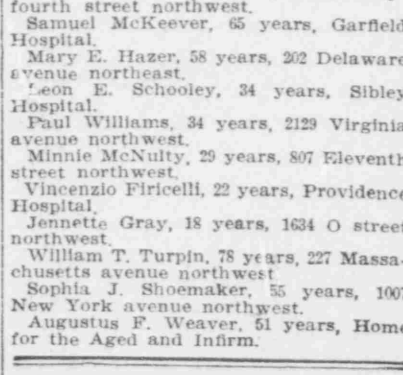 fourth street northwest.
Samuel McKeever, 65 years, Garfield
Hospital.
Mary E. Hazer, 58 years, 202 Delaware
avenue northeast.
Leon E. Schooley, 34 years, Sibley
Hospital.
Paul Williams, 34 years, 2129 Virginia
avenue northwest.
Minnie McNulty, 29 years, 807 Eleventh
street northwest.
Vincenzio Firicelli, 22 years, Providence
Hospital.
Jennette Gray, 18 years, 1634 O street
northwest.
William T. Turpin, 78 years, 227 Massa-
chusetts avenue northwest
Sophia J. Shoemaker, 55 years, 1007
New York avenue northwest.
Augustus F. Weaver, 51 years, Home
for the Aged and Infirm.